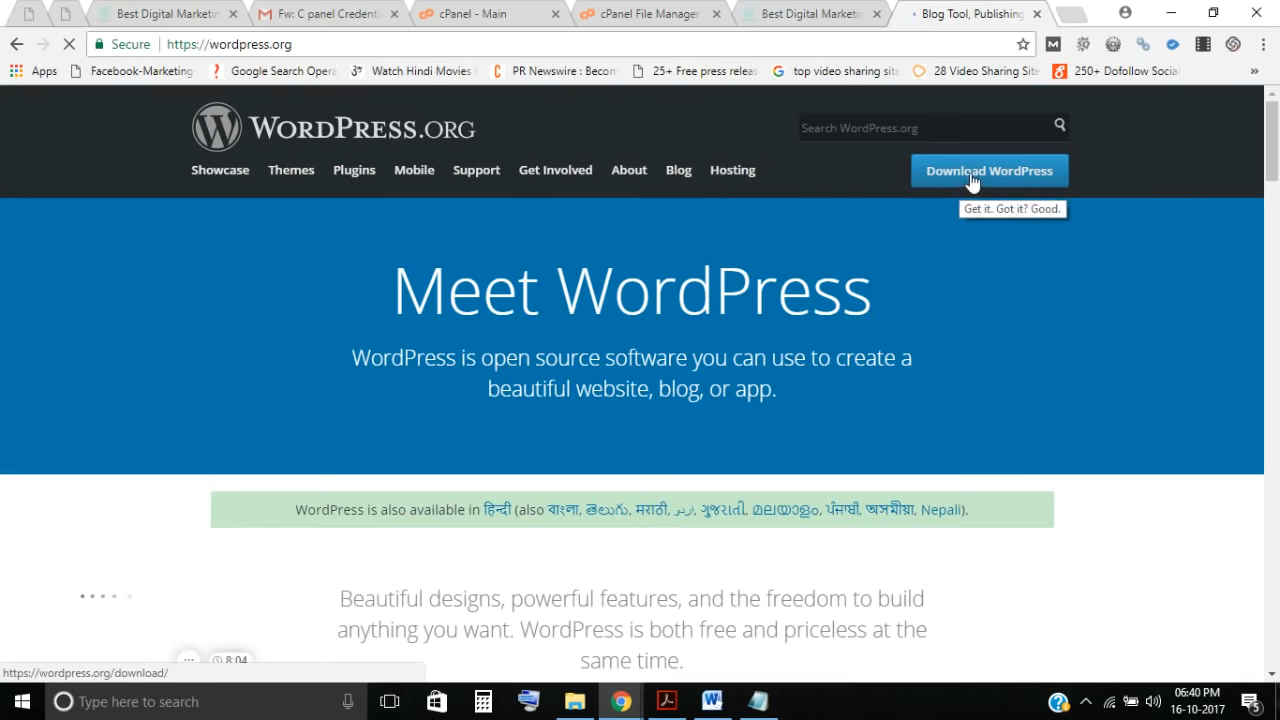 Best Digital Marketin
Fw: C panel Credenti
cPanel - Main
cPanel File Manager
Best Digital Marketin
Blog Tool, Publishing
Secure
https://wordpress.org
Apps
Facebook-Marketing
Google Search Opera
Watch Hindi Movies
PR Newswire : Becom
25+ Free press releas
top video sharing sit
28 Video Sharing Site
250+ Dofollow Social
WORDPRESS.ORG
Search WordPress.org
Showcase Themes Plugins Mobile Support Get Involved About Blog Hosting
Download WordPress
Get it. Got it? Good.
Meet WordPress
WordPress is open source software you can use to create a
beautiful website, blog, or app.
WordPress is also available in हिन्दी (also বাংলা, తెలుగు, मराठी, اردو, ગુજરાતી, മലയാളം, ਪੰਜਾਬੀ, অসমীয়া, Nepali).
Beautiful designs, powerful features, and the freedom to build
anything you want. WordPress is both free and priceless at the
same time.
8:04
https://wordpress.org/download/
Type here to search
06:40 PM
16-10-2017
5